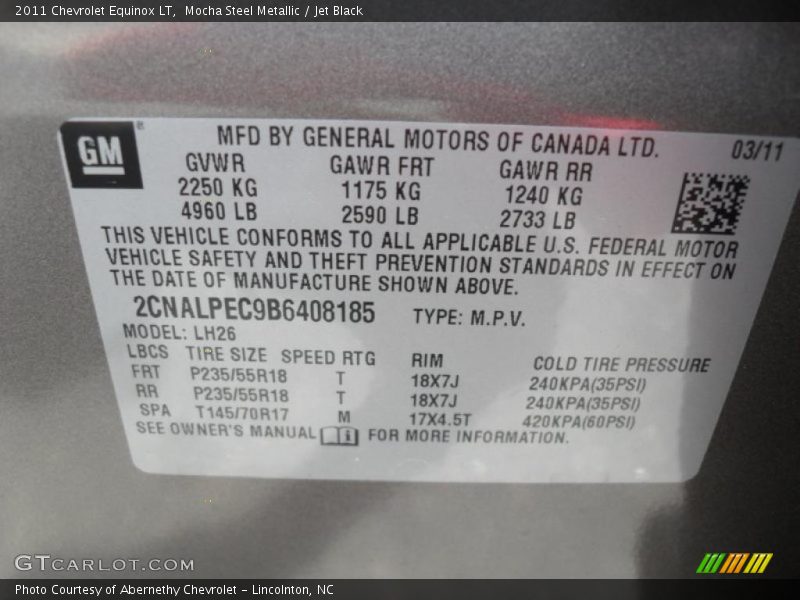 2011 Chevrolet Equinox LT,  Mocha Steel Metallic / Jet Black
GM® MFD BY GENERAL MOTORS OF CANADA LTD. 03/11
GVWR GAWR FRT GAWR RR
2250 KG 1175 KG 1240 KG
4960 LB 2590 LB 2733 LB
THIS VEHICLE CONFORMS TO ALL APPLICABLE U.S. FEDERAL MOTOR
VEHICLE SAFETY AND THEFT PREVENTION STANDARDS IN EFFECT ON
THE DATE OF MANUFACTURE SHOWN ABOVE.
2CNALPEC9B6408185 TYPE: M.P.V.
MODEL: LH26
LBCS TIRE SIZE SPEED RTG RIM COLD TIRE PRESSURE
FRT P235/55R18 T 18X7J 240KPA(35PSI)
RR P235/55R18 T 18X7J 240KPA(35PSI)
SPA T145/70R17 M 17X4.5T 420KPA(60PSI)
SEE OWNER'S MANUAL i FOR MORE INFORMATION.
GTCARLOT.COM
Photo Courtesy of Abernethy Chevrolet – Lincolnton, NC